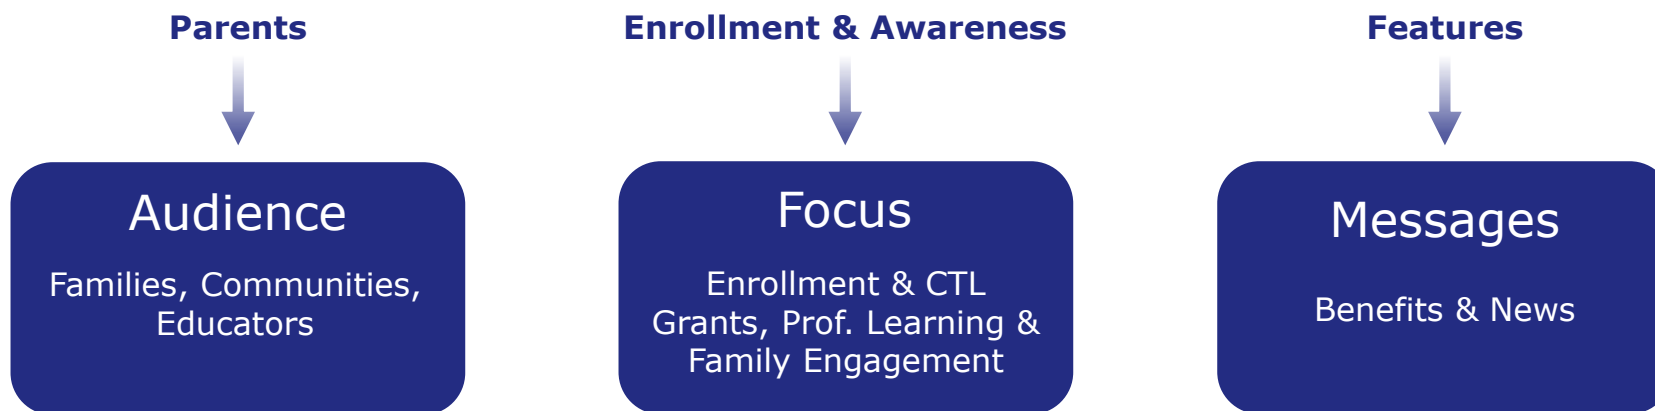 Parents
Enrollment & Awareness
Features
Audience
Families, Communities,
Educators
Focus
Enrollment & CTL
Grants, Prof. Learning &
Family Engagement
Messages
Benefits & News